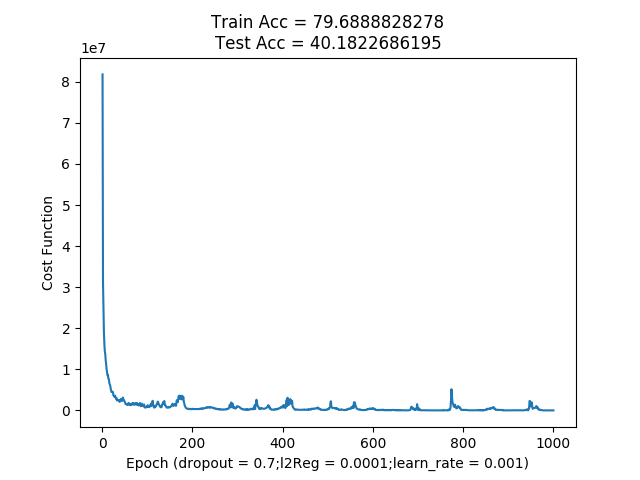 Train Acc = 79.6888828278
Test Acc = 40.1822686195
1e7
8
7
6
5
4
3
2
1
0
Cost Function
0 200 400 600 800 1000
Epoch (dropout = 0.7;l2Reg = 0.0001;learn_rate = 0.001)